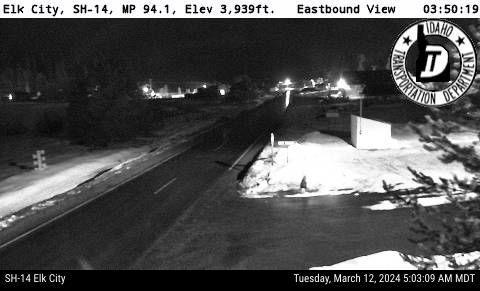 Elk City, SH-14, MP 94.1, Elev 3,939ft. Eastbound View 03:50:19
IDAHO
TRANSPORTATION DEPARTMENT
SH-14 Elk City Tuesday, March 12, 2024 5:03:09 AM MDT